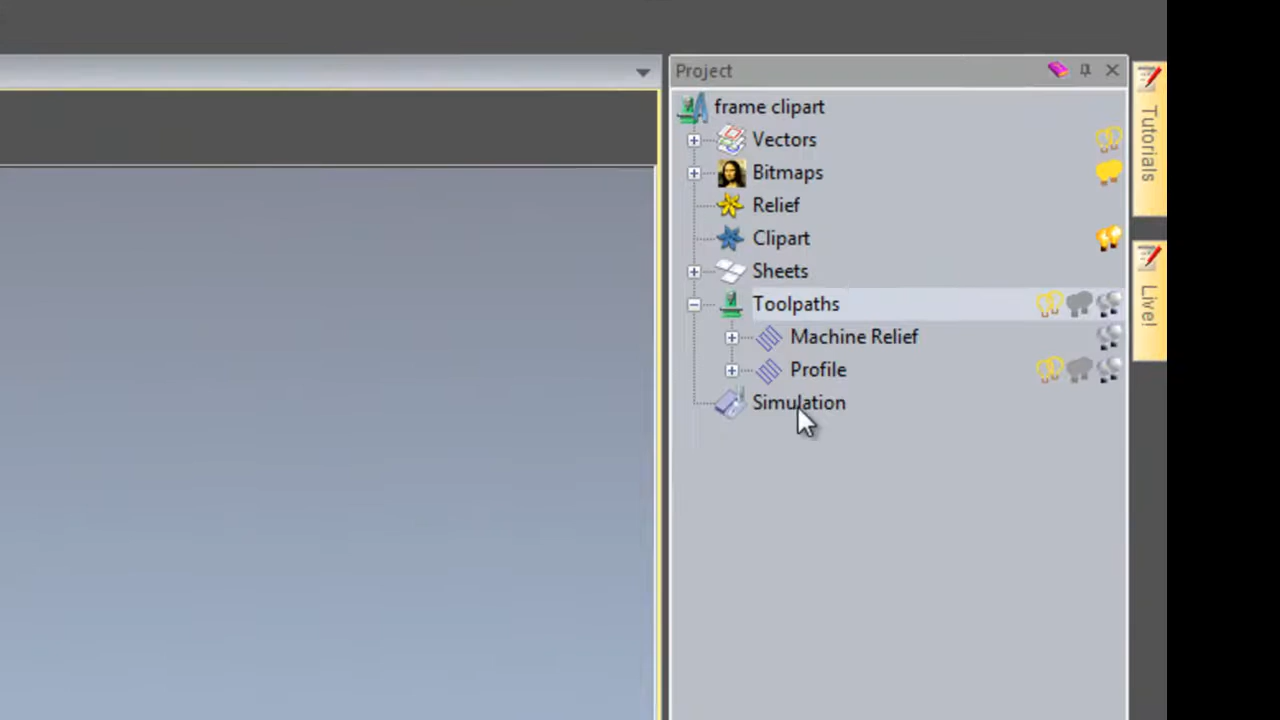 Project
frame clipart
Vectors
Bitmaps
Relief
Clipart
Sheets
Toolpaths
Machine Relief
Profile
Simulation
Tutorials
Live!